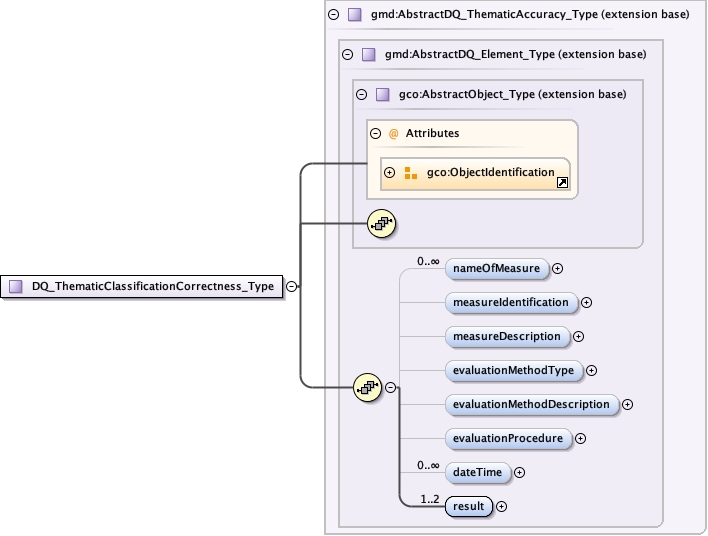 gmd:AbstractDQ_ThematicAccuracy_Type (extension base)
gmd:AbstractDQ_Element_Type (extension base)
gco:AbstractObject_Type (extension base)
@ Attributes
gco:ObjectIdentification
DQ_ThematicClassificationCorrectness_Type
0..∞
nameOfMeasure
measureIdentification
measureDescription
evaluationMethodType
evaluationMethodDescription
evaluationProcedure
0..∞
dateTime
1..2
result